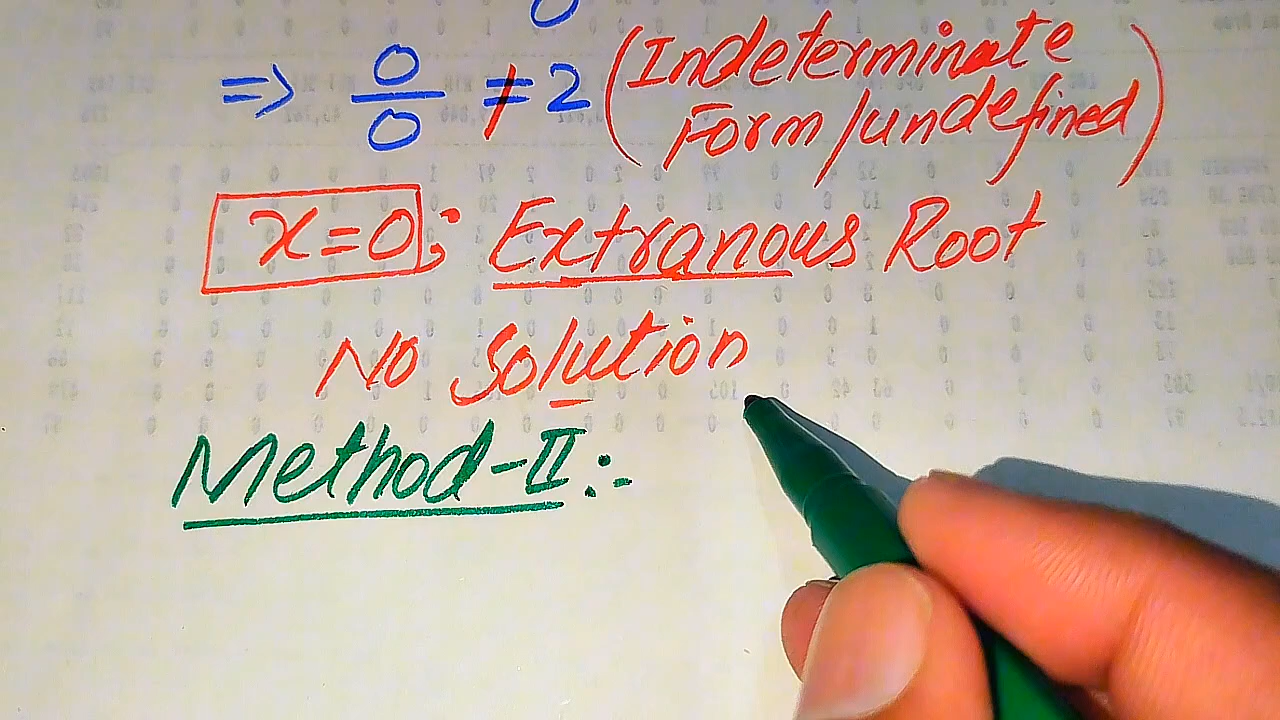 => 0/0 ≠ 2 (Indeterminate
Form/undefined)
x=0; Extranous Root
No Solution
Method-II:-